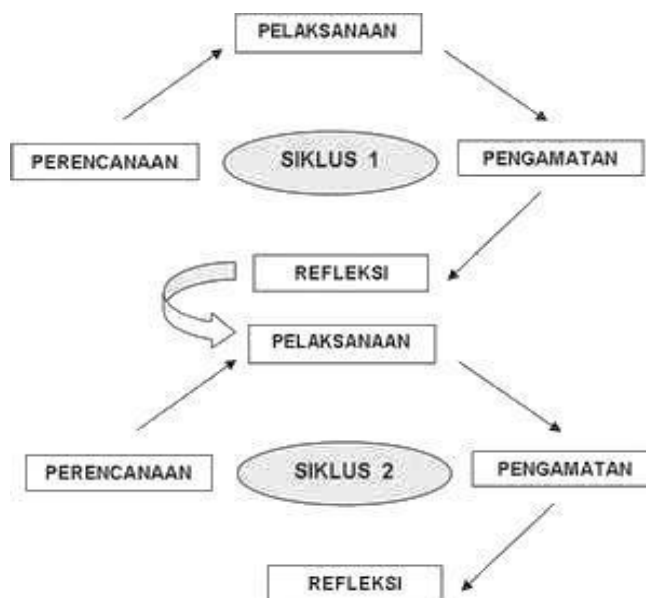 PELAKSANAAN
PERENCANAAN
SIKLUS 1
PENGAMATAN
REFLEKSI
PELAKSANAAN
PERENCANAAN
SIKLUS 2
PENGAMATAN
REFLEKSI